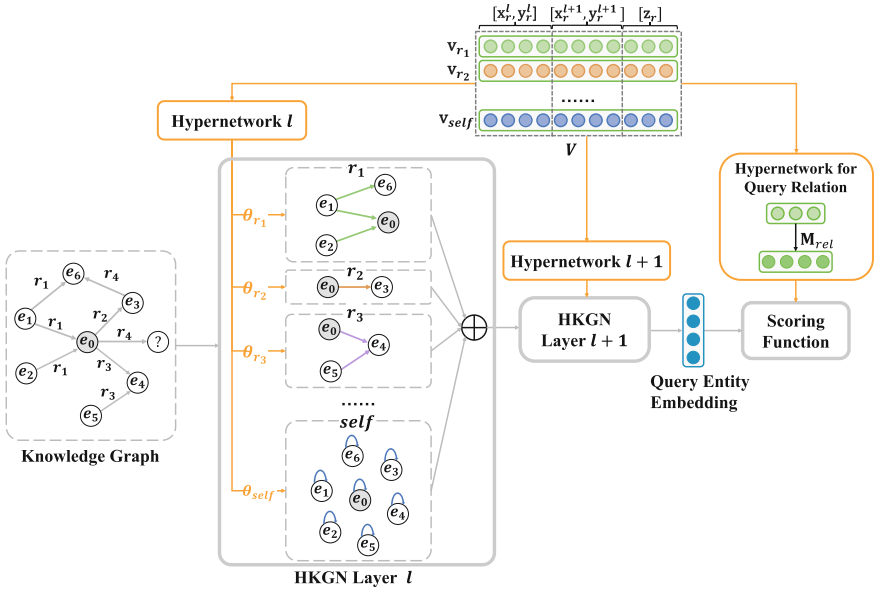 [x_r^l, y_r^l] [x_r^{l+1}, y_r^{l+1}] [z_r]
v_{r_1}
v_{r_2}
......
v_{self}
V
Hypernetwork l
Hypernetwork for
Query Relation
M_{rel}
Hypernetwork l + 1
HKGN
Layer l + 1
Scoring
Function
Query Entity
Embedding
r_1
θ_{r_1}
e_1
e_6
e_0
e_2
r_2
θ_{r_2}
e_0
e_3
r_3
θ_{r_3}
e_0
e_4
e_5
......
self
θ_{self}
e_6
e_3
e_1
e_0
e_4
e_2
e_5
HKGN Layer l
e_6
r_1
r_4
e_3
e_1
r_1
r_2
e_0
r_4
?
e_2
r_1
r_3
e_4
r_3
e_5
Knowledge Graph